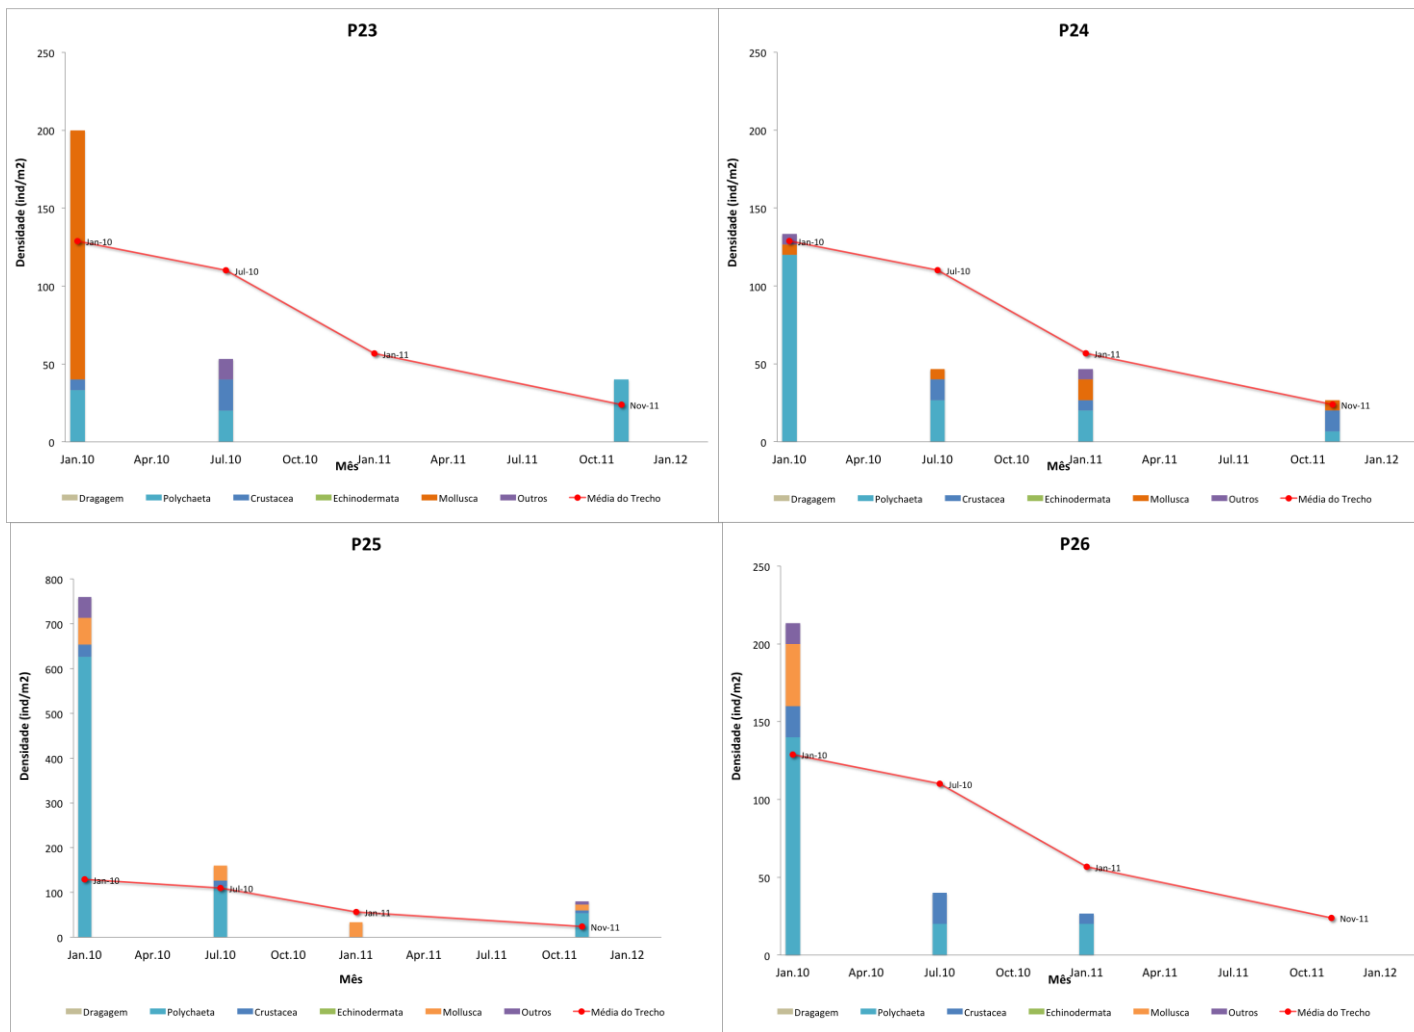 P23
250
200
150
100
50
0
Densidade (ind/m2)
Jan-10
Jul-10
Jan-11
Nov-11
Jan.10 Apr.10 Jul.10 Oct.10 Jan.11 Apr.11 Jul.11 Oct.11 Jan.12
Mês
Dragagem Polychaeta Crustacea Echinodermata Mollusca Outros Média do Trecho
P24
250
200
150
100
50
0
Densidade (ind/m2)
Jan-10
Jul-10
Jan-11
Nov-11
Jan.10 Apr.10 Jul.10 Oct.10 Jan.11 Apr.11 Jul.11 Oct.11 Jan.12
Mês
Dragagem Polychaeta Crustacea Echinodermata Mollusca Outros Média do Trecho
P25
800
700
600
500
400
300
200
100
0
Densidade (ind/m2)
Jan-10
Jul-10
Jan-11
Nov-11
Jan.10 Apr.10 Jul.10 Oct.10 Jan.11 Apr.11 Jul.11 Oct.11 Jan.12
Mês
Dragagem Polychaeta Crustacea Echinodermata Mollusca Outros Média do Trecho
P26
250
200
150
100
50
0
Densidade (ind/m2)
Jan-10
Jul-10
Jan-11
Nov-11
Jan.10 Apr.10 Jul.10 Oct.10 Jan.11 Apr.11 Jul.11 Oct.11 Jan.12
Mês
Dragagem Polychaeta Crustacea Echinodermata Mollusca Outros Média do Trecho